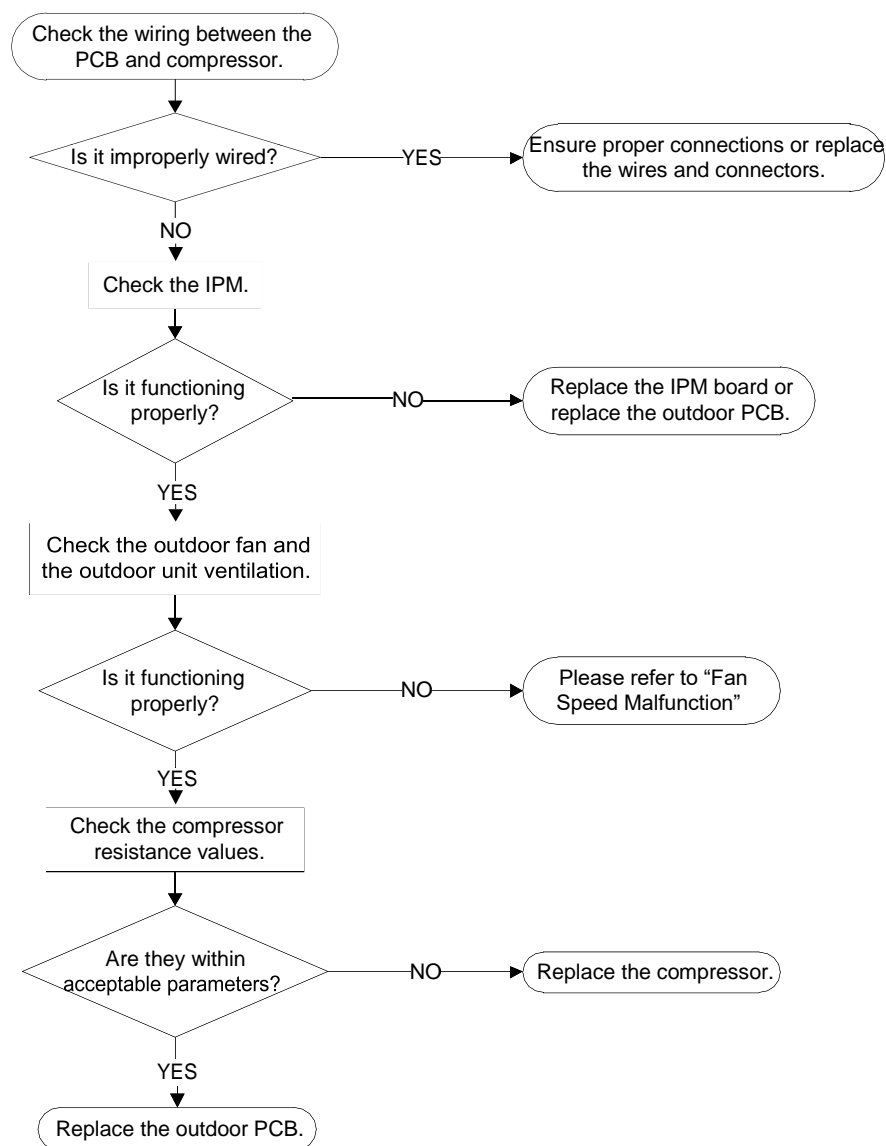 Check the wiring between the
PCB and compressor.
Is it improperly wired?
YES
Ensure proper connections or replace
the wires and connectors.
NO
Check the IPM.
Is it functioning
properly?
NO
Replace the IPM board or
replace the outdoor PCB.
YES
Check the outdoor fan and
the outdoor unit ventilation.
Is it functioning
properly?
NO
Please refer to “Fan
Speed Malfunction”
YES
Check the compressor
resistance values.
Are they within
acceptable parameters?
NO
Replace the compressor.
YES
Replace the outdoor PCB.